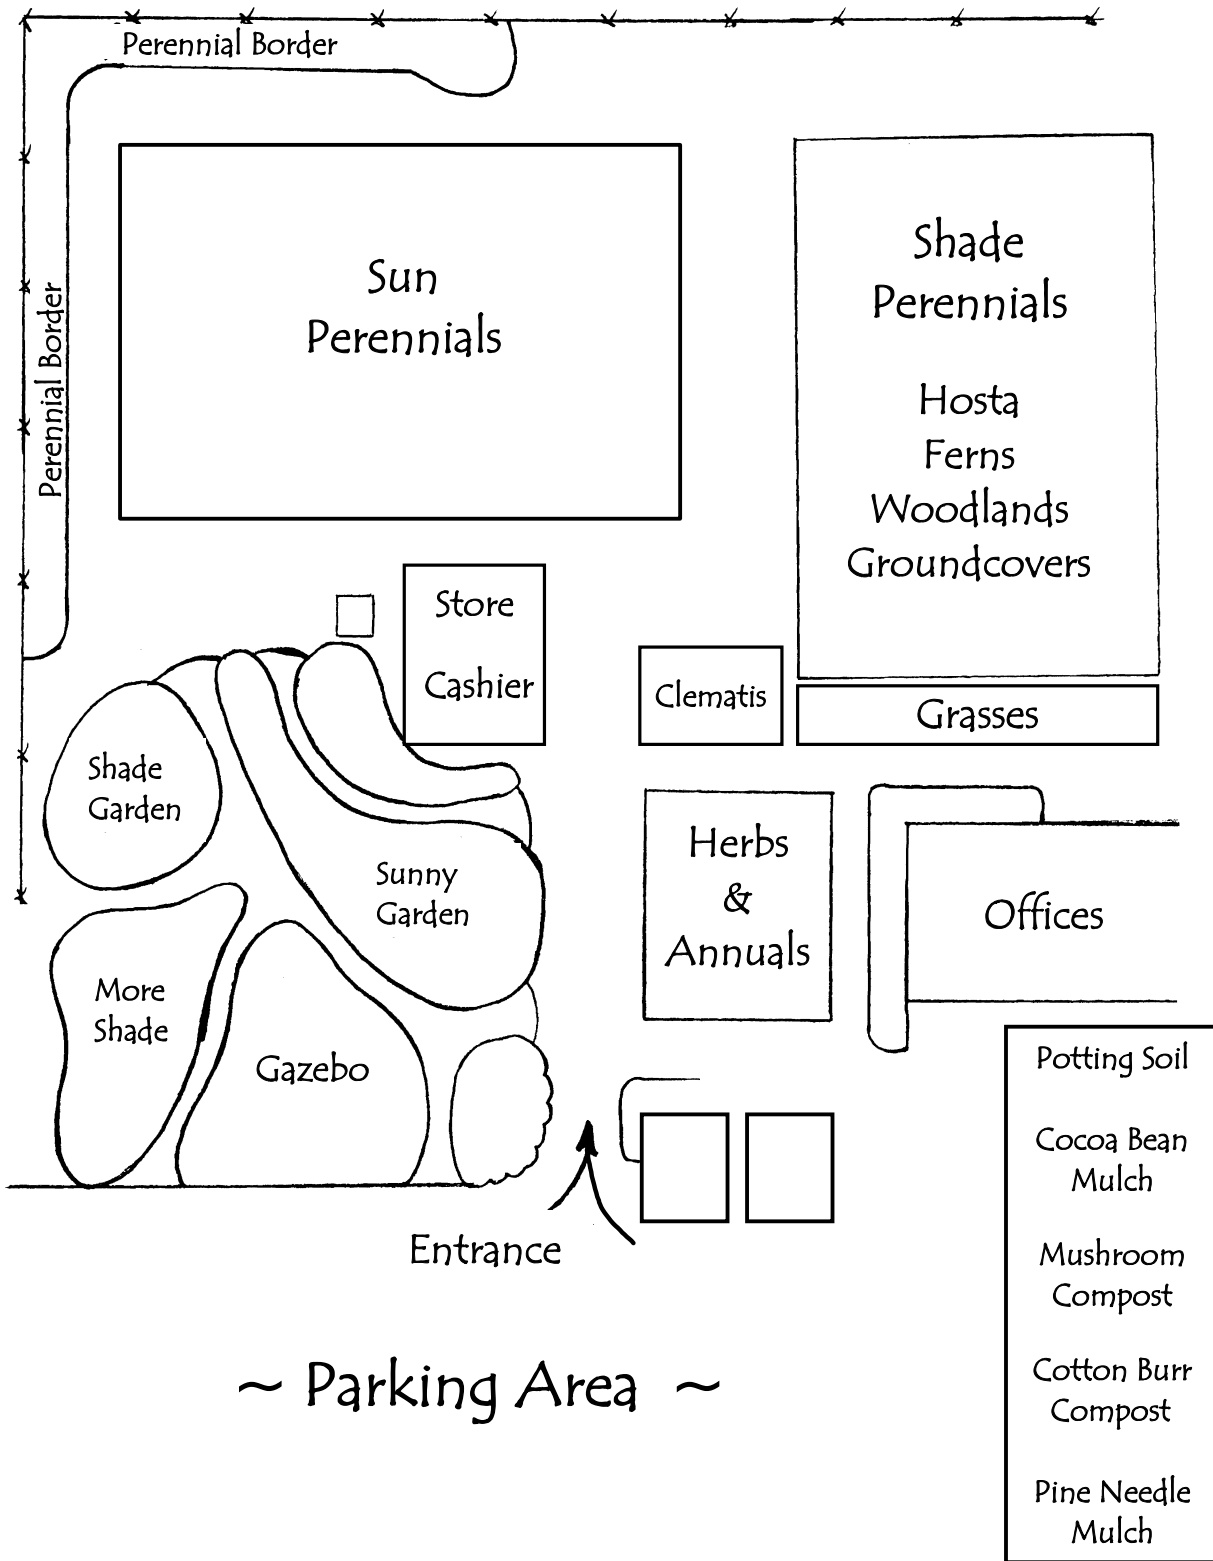 Perennial Border
Perennial Border
Sun
Perennials
Shade
Perennials
Hosta
Ferns
Woodlands
Groundcovers
Store
Cashier
Clematis
Grasses
Shade
Garden
Sunny
Garden
Herbs
&
Annuals
Offices
More
Shade
Gazebo
Potting Soil
Cocoa Bean
Mulch
Mushroom
Compost
Cotton Burr
Compost
Pine Needle
Mulch
Entrance
~ Parking Area ~